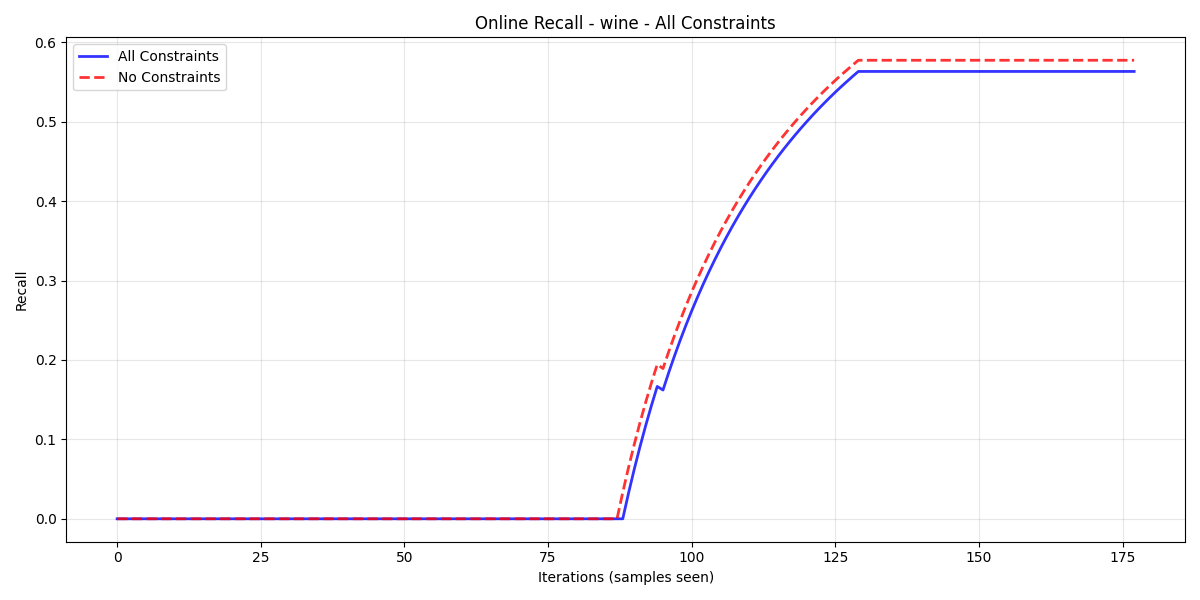 Online Recall - wine - All Constraints
All Constraints
No Constraints
0.6
0.5
0.4
0.3
0.2
0.1
0.0
Recall
0 25 50 75 100 125 150 175
Iterations (samples seen)